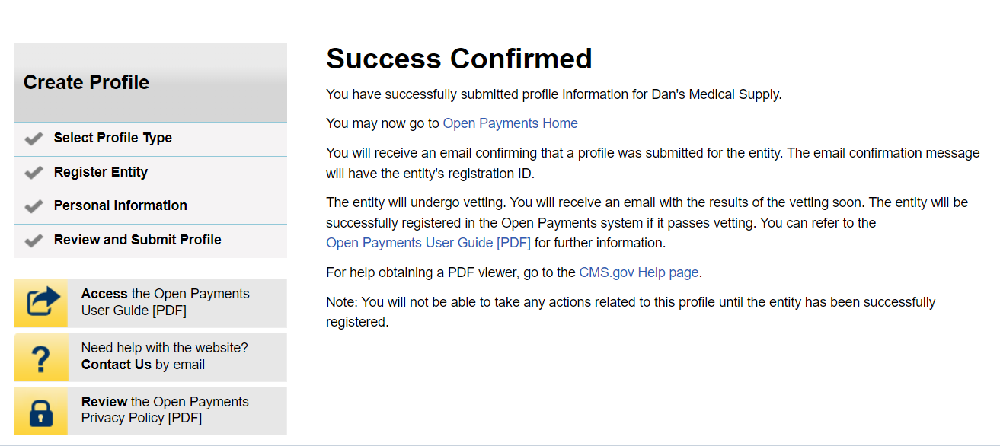 Create Profile
Select Profile Type
Register Entity
Personal Information
Review and Submit Profile
Access the Open Payments
User Guide [PDF]
Need help with the website?
Contact Us by email
Review the Open Payments
Privacy Policy [PDF]
Success Confirmed
You have successfully submitted profile information for Dan's Medical Supply.
You may now go to Open Payments Home
You will receive an email confirming that a profile was submitted for the entity. The email confirmation message
will have the entity's registration ID.
The entity will undergo vetting. You will receive an email with the results of the vetting soon. The entity will be
successfully registered in the Open Payments system if it passes vetting. You can refer to the
Open Payments User Guide [PDF] for further information.
For help obtaining a PDF viewer, go to the CMS.gov Help page.
Note: You will not be able to take any actions related to this profile until the entity has been successfully
registered.